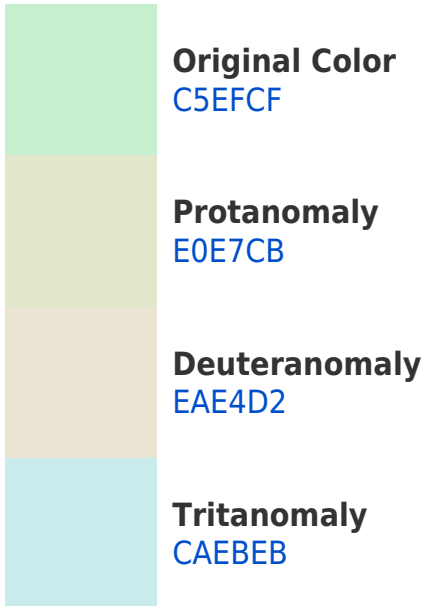 Original Color
C5EFCF
Protanomaly
E0E7CB
Deuteranomaly
EAE4D2
Tritanomaly
CAEBEB